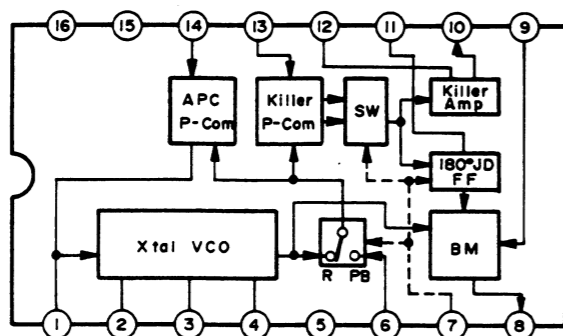 16 15 14 13 12 11 10 9
APC
P-Com
Killer
P-Com
SW
Killer
Amp
180°JD
FF
Xtal VCO
R PB
BM
1 2 3 4 5 6 7 8